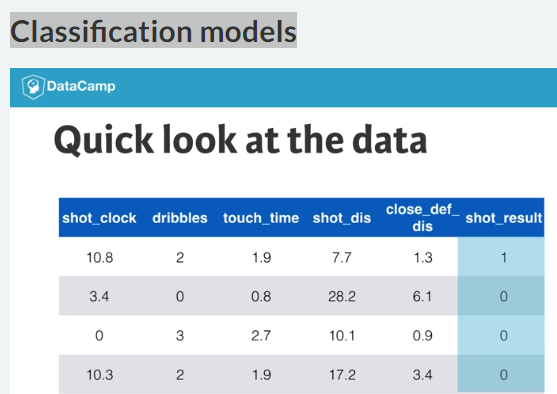 Classification models
DataCamp
Quick look at the data
shot_clock dribbles touch_time shot_dis close_def_dis shot_result
10.8 2 1.9 7.7 1.3 1
3.4 0 0.8 28.2 6.1 0
0 3 2.7 10.1 0.9 0
10.3 2 1.9 17.2 3.4 0